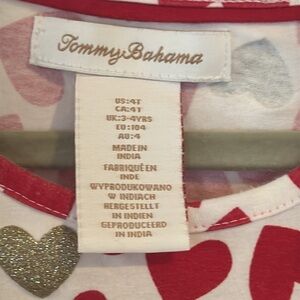 Tommy Bahama
US:4T
CA:4T
UK:3-4YRS
EU:104
AU:4
MADE IN
INDIA
FABRIQUÉ EN
INDE
WYPRODUKOWANO
W INDIACH
HERGESTELLT
IN INDIEN
GEPRODUCEERD
IN INDIA